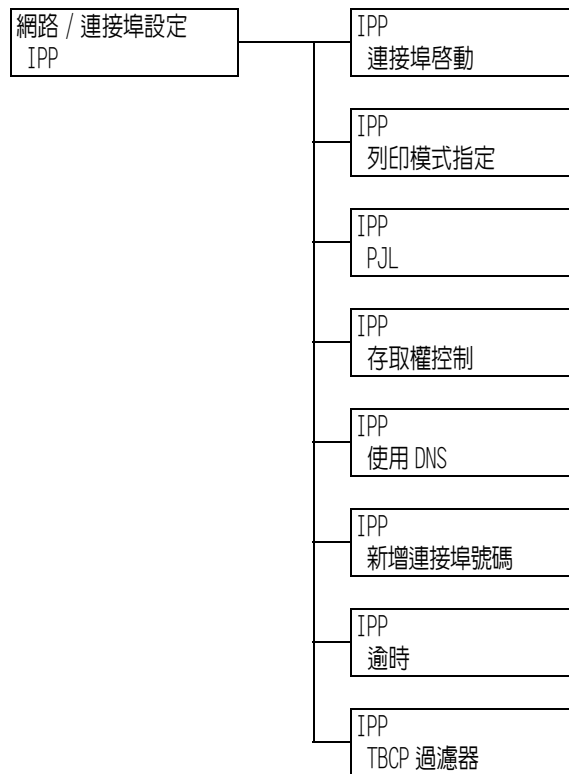 網路 / 連接埠設定
IPP
IPP
連接埠啓動
IPP
列印模式指定
IPP
PJL
IPP
存取權控制
IPP
使用 DNS
IPP
新增連接埠號碼
IPP
逾時
IPP
TBCP 過濾器